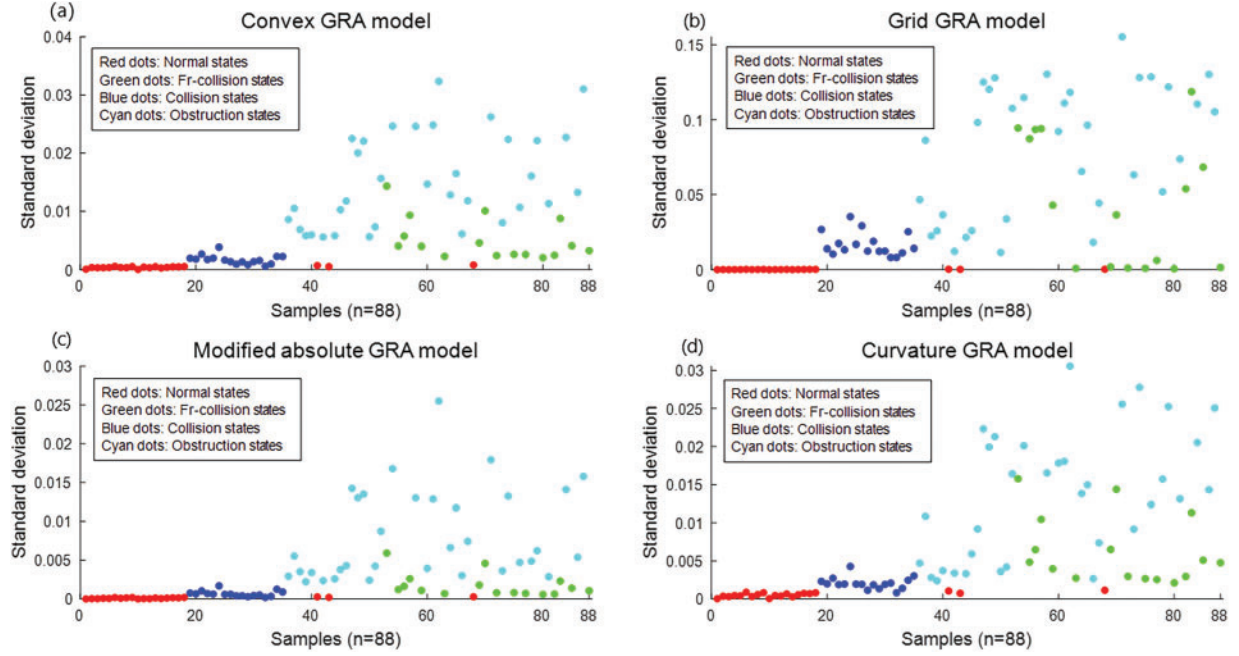 (a)
Convex GRA model
0.04
0.03
0.02
0.01
0
Standard deviation
Red dots: Normal states
Green dots: Fr-collision states
Blue dots: Collision states
Cyan dots: Obstruction states
0 20 40 60 80 88
Samples (n=88)
(b)
Grid GRA model
0.15
0.1
0.05
0
Standard deviation
Red dots: Normal states
Green dots: Fr-collision states
Blue dots: Collision states
Cyan dots: Obstruction states
20 40 60 80 88
Samples (n=88)
(c)
Modified absolute GRA model
0.03
0.025
0.02
0.015
0.01
0.005
0
Standard deviation
Red dots: Normal states
Green dots: Fr-collision states
Blue dots: Collision states
Cyan dots: Obstruction states
0 20 40 60 80 88
Samples (n=88)
(d)
Curvature GRA model
0.03
0.025
0.02
0.015
0.01
0.005
0
Standard deviation
Red dots: Normal states
Green dots: Fr-collision states
Blue dots: Collision states
Cyan dots: Obstruction states
0 20 40 60 80 88
Samples (n=88)